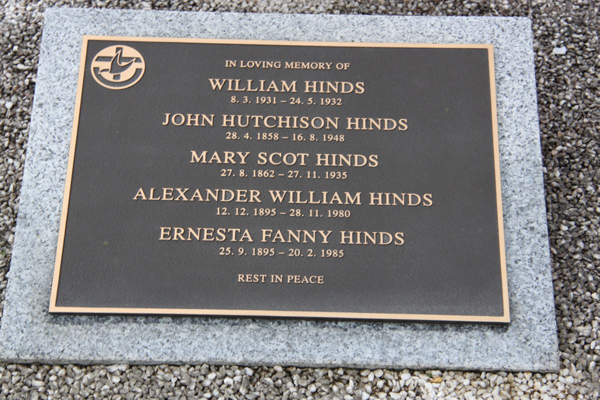 IN LOVING MEMORY OF
WILLIAM HINDS
8. 3. 1931 – 24. 5. 1932
JOHN HUTCHISON HINDS
28. 4. 1858 – 16. 8. 1948
MARY SCOT HINDS
27. 8. 1862 – 27. 11. 1935
ALEXANDER WILLIAM HINDS
12. 12. 1895 – 28. 11. 1980
ERNESTA FANNY HINDS
25. 9. 1895 – 20. 2. 1985
REST IN PEACE